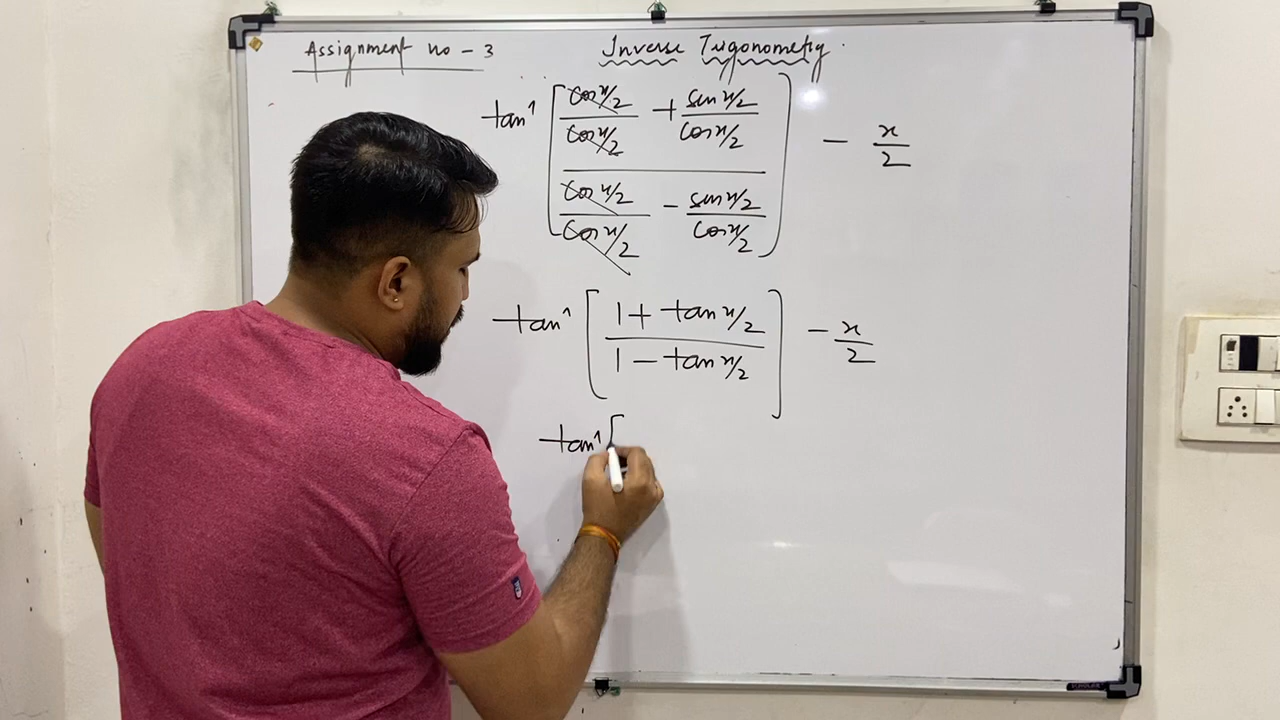 Assignment no - 3
Inverse Trigonometry
tan⁻¹ [ (cos x/2 / cos x/2 + sin x/2 / cos x/2) / (cos x/2 / cos x/2 - sin x/2 / cos x/2) ] - x/2
tan⁻¹ [ (1 + tan x/2) / (1 - tan x/2) ] - x/2
tan⁻¹ [